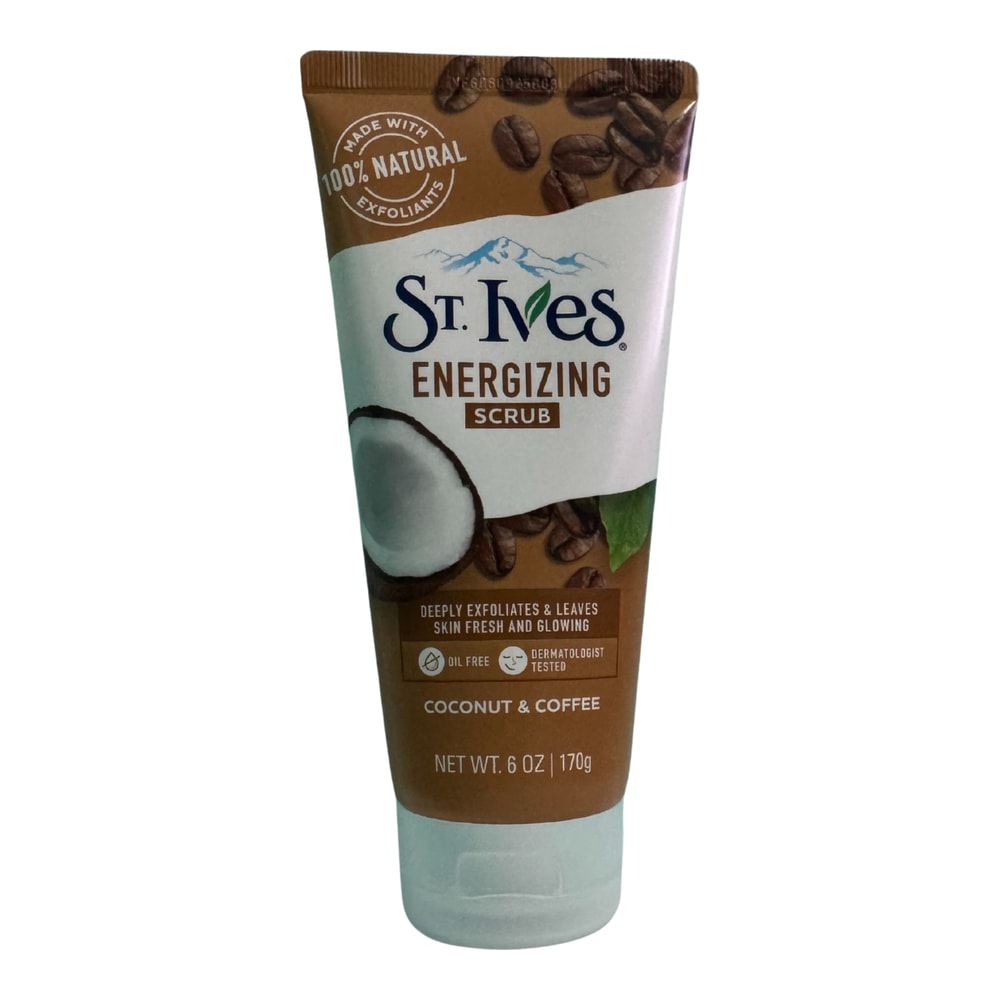 MADE WITH
100% NATURAL
EXFOLIANTS
ST. IVES®
ENERGIZING
SCRUB
DEEPLY EXFOLIATES & LEAVES
SKIN FRESH AND GLOWING
OIL FREE
DERMATOLOGIST
TESTED
COCONUT & COFFEE
NET WT. 6 OZ | 170g